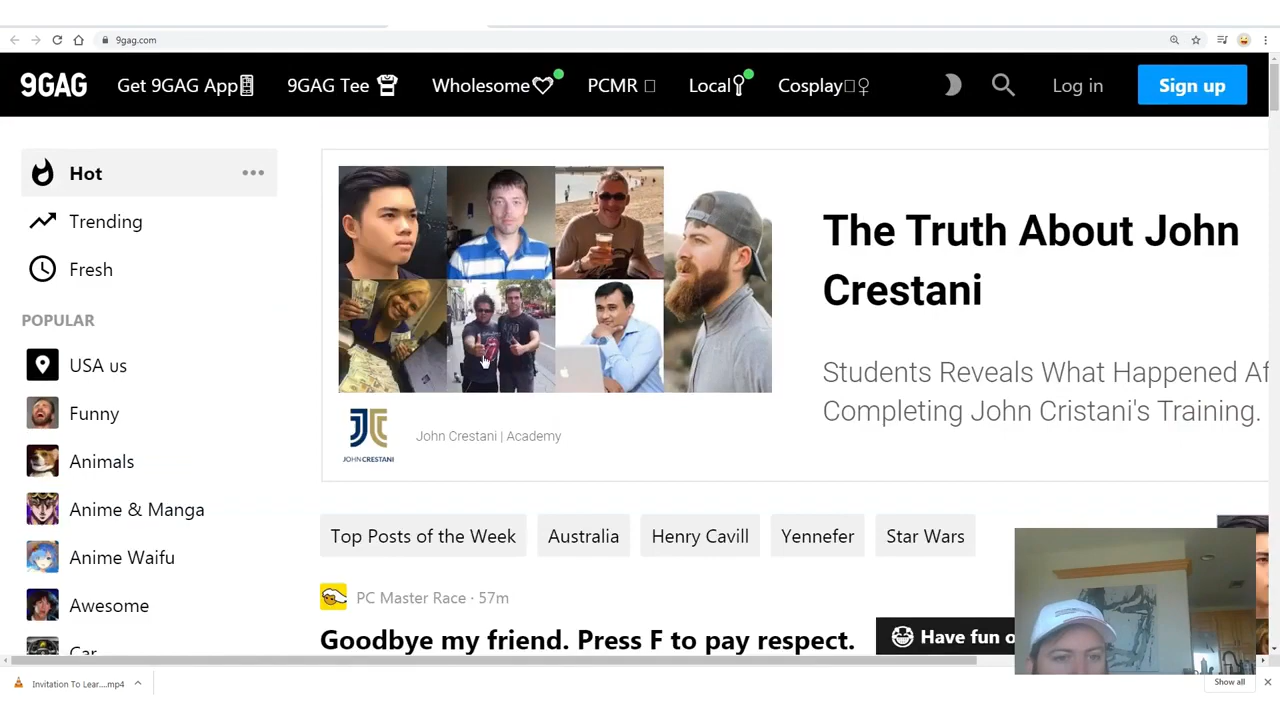 9gag.com
9GAG
Get 9GAG App
9GAG Tee
Wholesome
PCMR
Local
Cosplay
Log in
Sign up
Hot
Trending
Fresh
POPULAR
USA us
Funny
Animals
Anime & Manga
Anime Waifu
Awesome
Car
The Truth About John
Crestani
Students Reveals What Happened Af
Completing John Cristani's Training.
JC
JOHNCRESTANI
John Crestani | Academy
Top Posts of the Week
Australia
Henry Cavill
Yennefer
Star Wars
PC Master Race · 57m
Goodbye my friend. Press F to pay respect.
Have fun o
Invitation To Lear....mp4
Show all